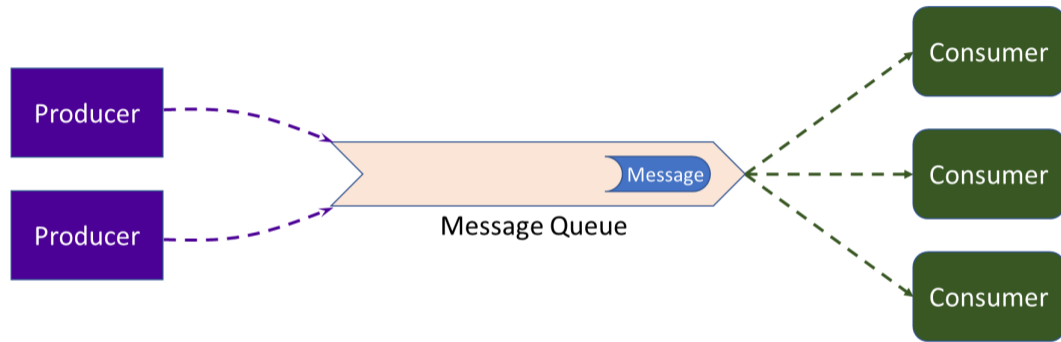 Producer
Producer
Message
Message Queue
Consumer
Consumer
Consumer